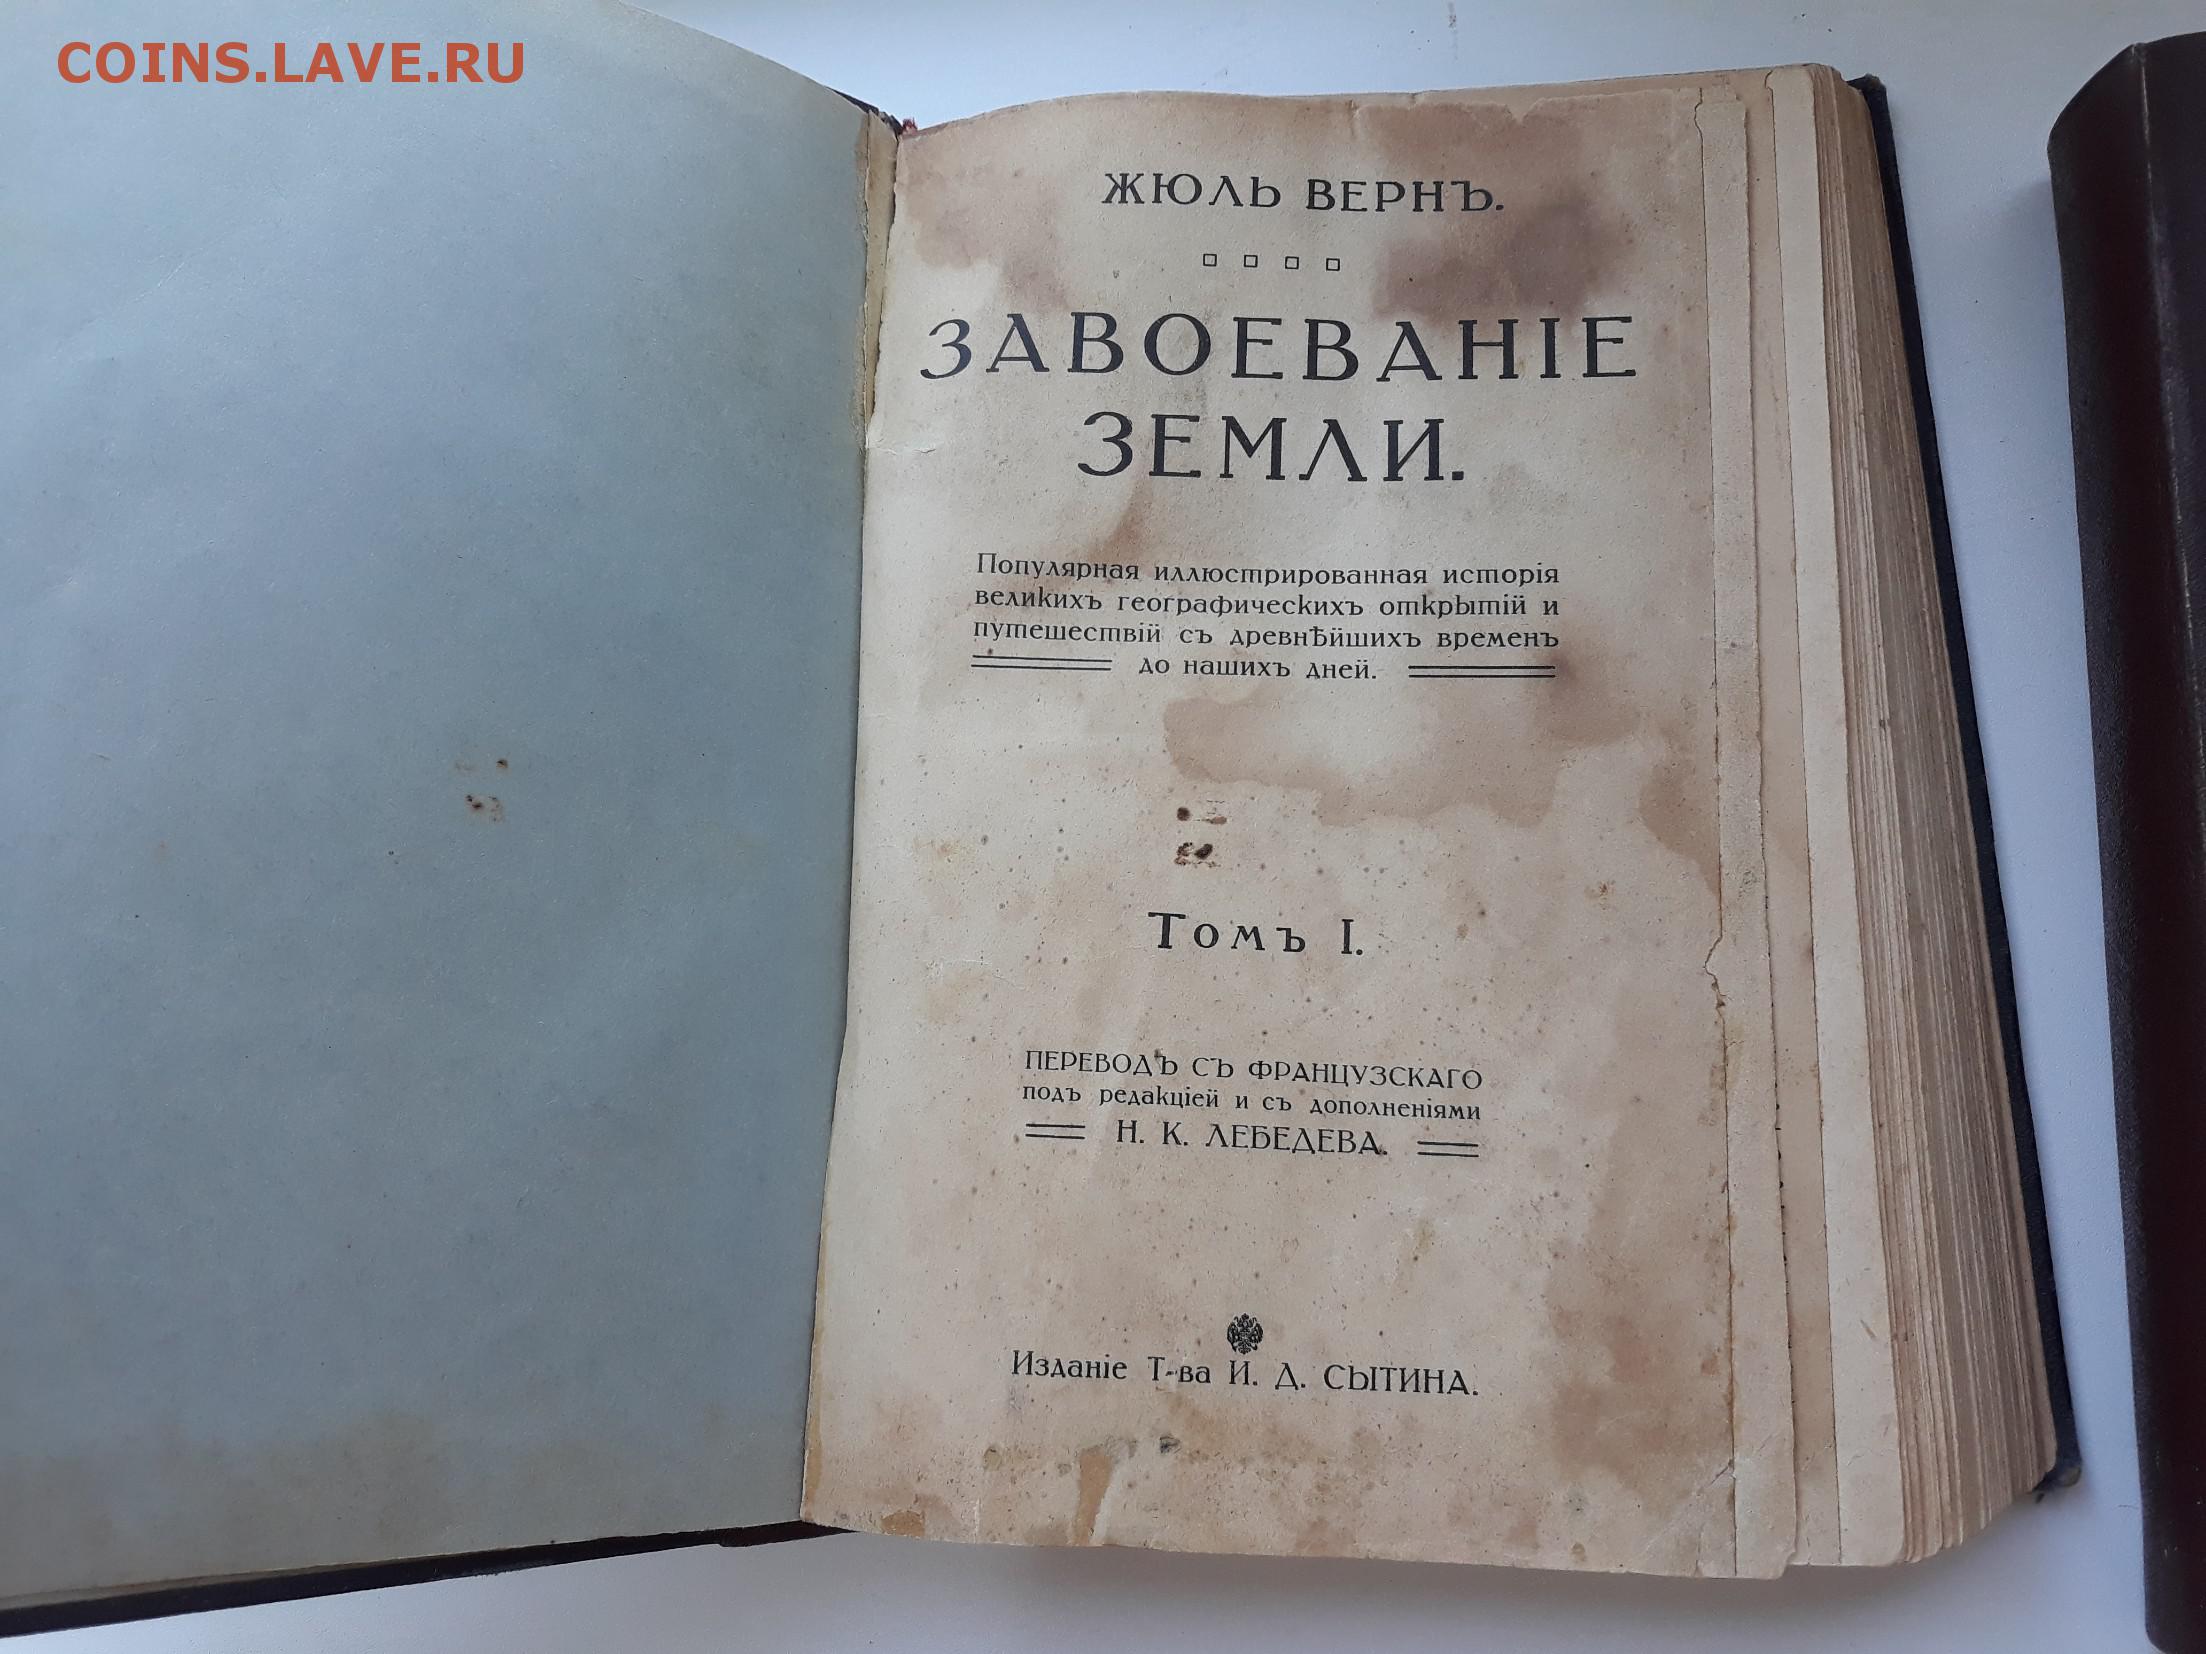 COINS.LAVE.RU
ЖЮЛЬ ВЕРНЪ.
ЗАВОЕВАНІЕ
ЗЕМЛИ.
Популярная иллюстрированная исторія
великихъ географическихъ открытій и
путешествій съ древнѣйшихъ временъ
до нашихъ дней.
Томъ I.
ПЕРЕВОДЪ СЪ ФРАНЦУЗСКАГО
подъ редакціей и съ дополненіями
Н. К. ЛЕБЕДЕВА.
Изданіе Т-ва И. Д. СЫТИНА.